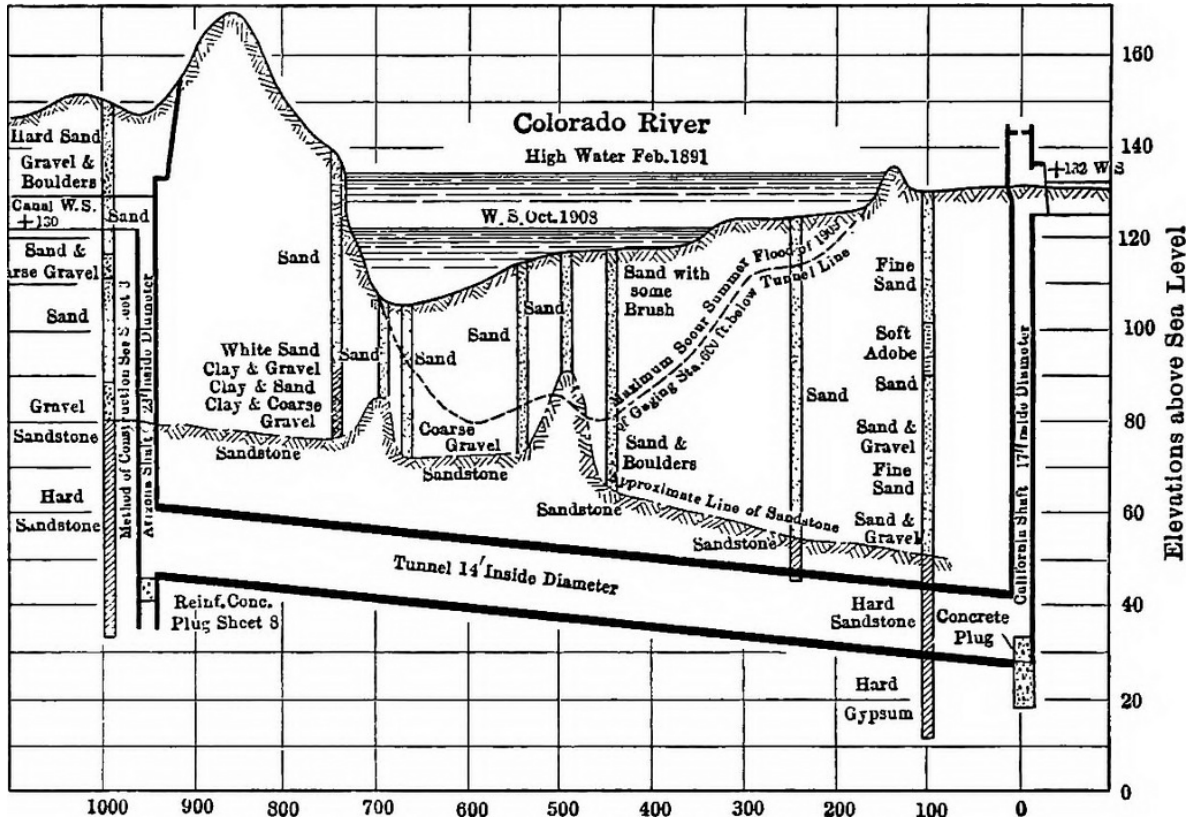 Colorado River
High Water Feb. 1891
W.S. Oct. 1908
Hard Sand
Gravel &
Boulders
Canal W.S.
+130
Sand
Sand &
arse Gravel
Sand
Gravel
Sandstone
Hard
Sandstone
Method of Construction See Sheet 3
Arizona Shaft 23' Inside Diameter
Reinf. Conc.
Plug Sheet 8
Sand
White Sand
Clay & Gravel
Clay & Sand
Clay & Coarse
Gravel
Sandstone
Sand
Sand
Coarse
Gravel
Sandstone
Sand
Sand
Sand with
some
Brush
Maximum Scour Summer Flood of 1909
of Gaging Sta. 600 ft. below Tunnel Line
Sand &
Boulders
Sandstone
Approximate Line of Sandstone
Sandstone
Sand
Tunnel 14' Inside Diameter
Fine
Sand
Soft
Adobe
Sand
Sand &
Gravel
Fine
Sand
Sand &
Gravel
Hard
Sandstone
Hard
Gypsum
Concrete
Plug
California Shaft 17' Inside Diameter
+132 W S
160
140
120
100
80
60
40
20
0
Elevations above Sea Level
1000 900 800 700 600 500 400 300 200 100 0